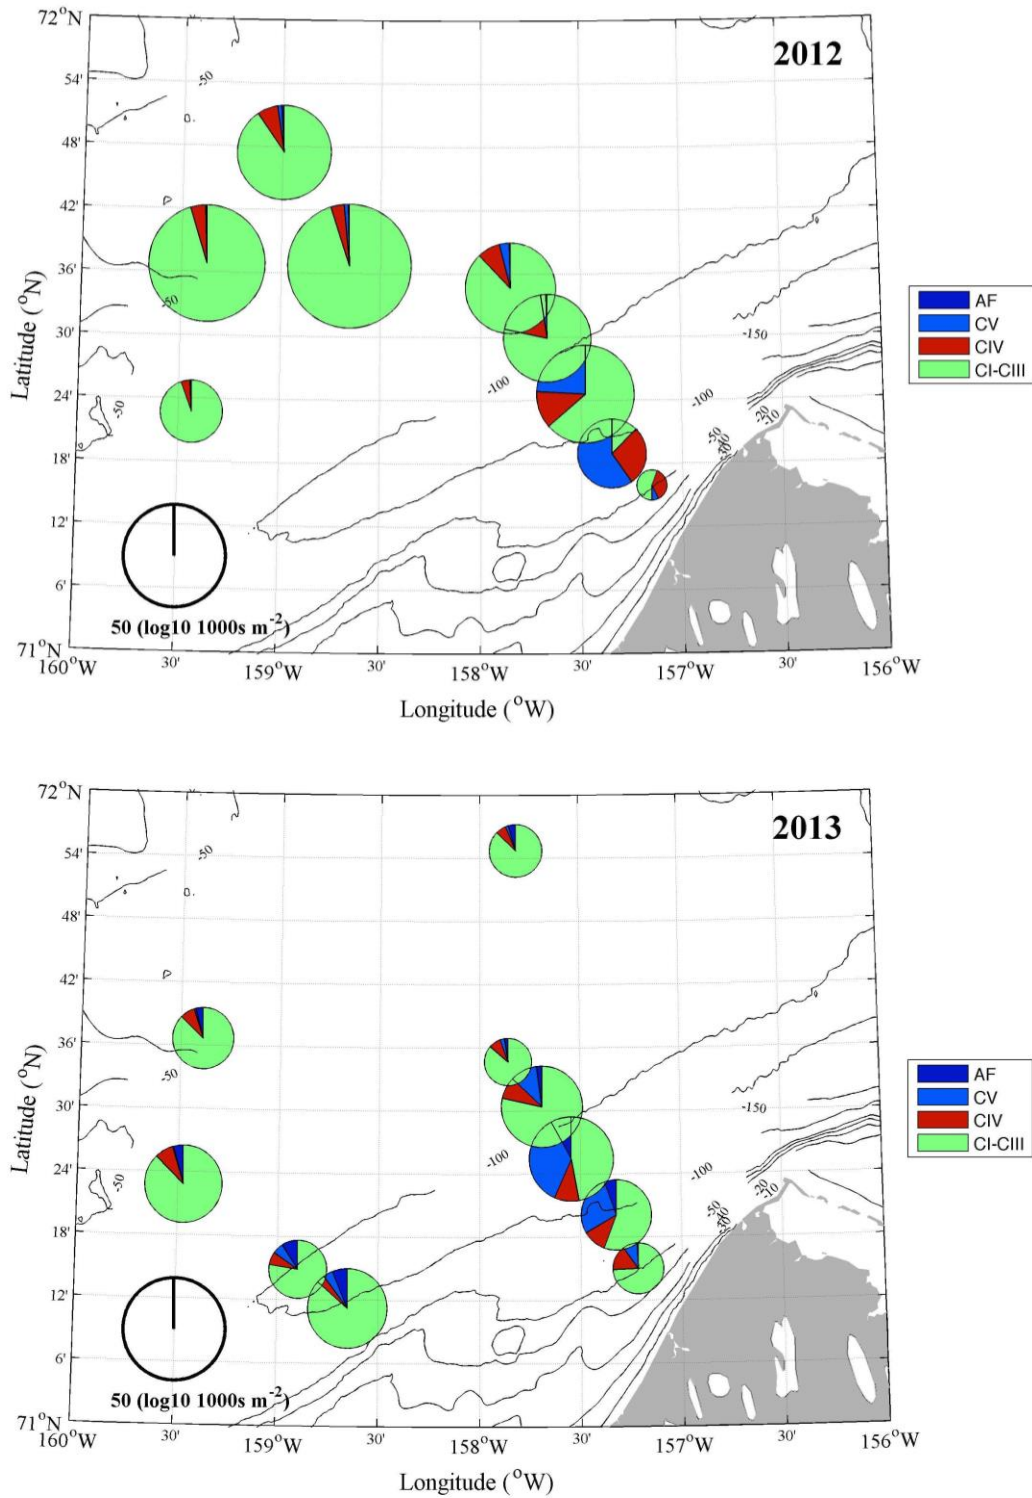 72°N
2012
54'
48'
42'
36'
30'
24'
18'
12'
6'
71°N
Latitude (°N)
-50
-50
-50
-100
-150
-100
-50
-20
-10
50 (log10 1000s m-2)
160°W 30' 159°W 30' 158°W 30' 157°W 30' 156°W
Longitude (°W)
AF
CV
CIV
CI-CIII
72°N
2013
54'
48'
42'
36'
30'
24'
18'
12'
6'
71°N
Latitude (°N)
-50
-50
-50
-100
-150
-100
-50
-20
-10
50 (log10 1000s m-2)
160°W 30' 159°W 30' 158°W 30' 157°W 30' 156°W
Longitude (°W)
AF
CV
CIV
CI-CIII